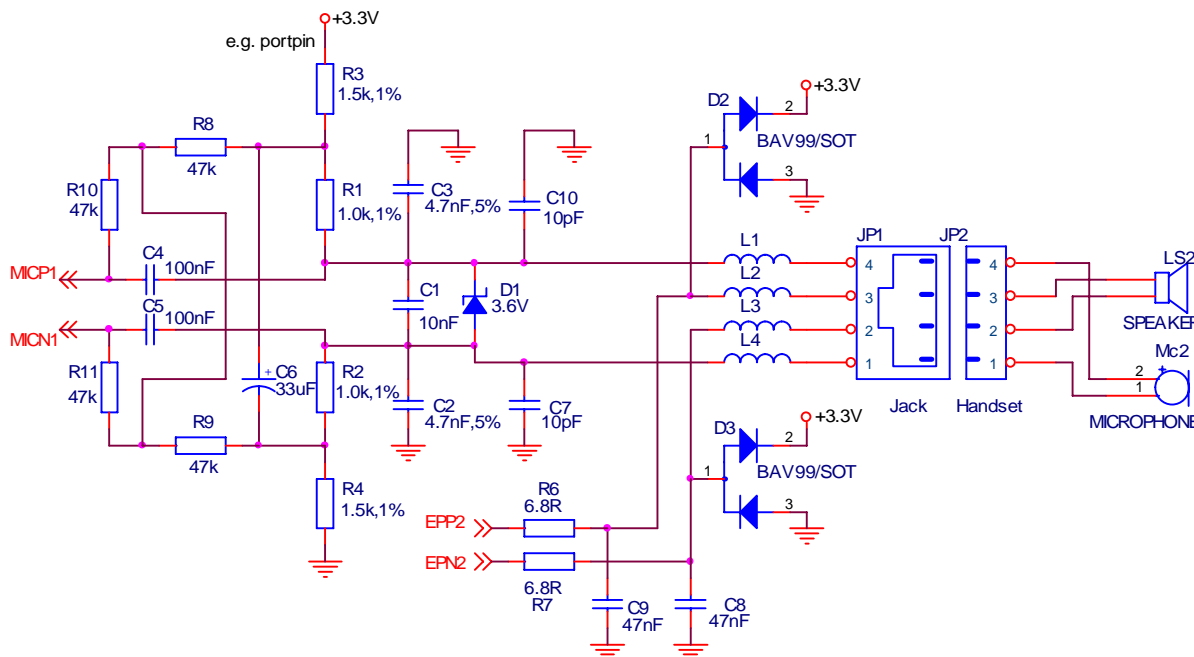 +3.3V
e.g. portpin
R3
1.5k,1%
R8
47k
R10
47k
R1
1.0k,1%
C3
4.7nF,5%
C10
10pF
D2
+3.3V
2
1
BAV99/SOT
3
MICP1
C4
100nF
C5
100nF
MICN1
C1
10nF
D1
3.6V
L1
L2
L3
L4
JP1
4
3
2
1
Jack
JP2
4
3
2
1
Handset
LS2
SPEAKER
Mc2
+
2
1
MICROPHONE
R11
47k
+
C6
33uF
R2
1.0k,1%
R9
47k
C2
4.7nF,5%
C7
10pF
R4
1.5k,1%
D3
+3.3V
2
1
BAV99/SOT
3
EPP2
R6
6.8R
EPN2
6.8R
R7
C9
47nF
C8
47nF